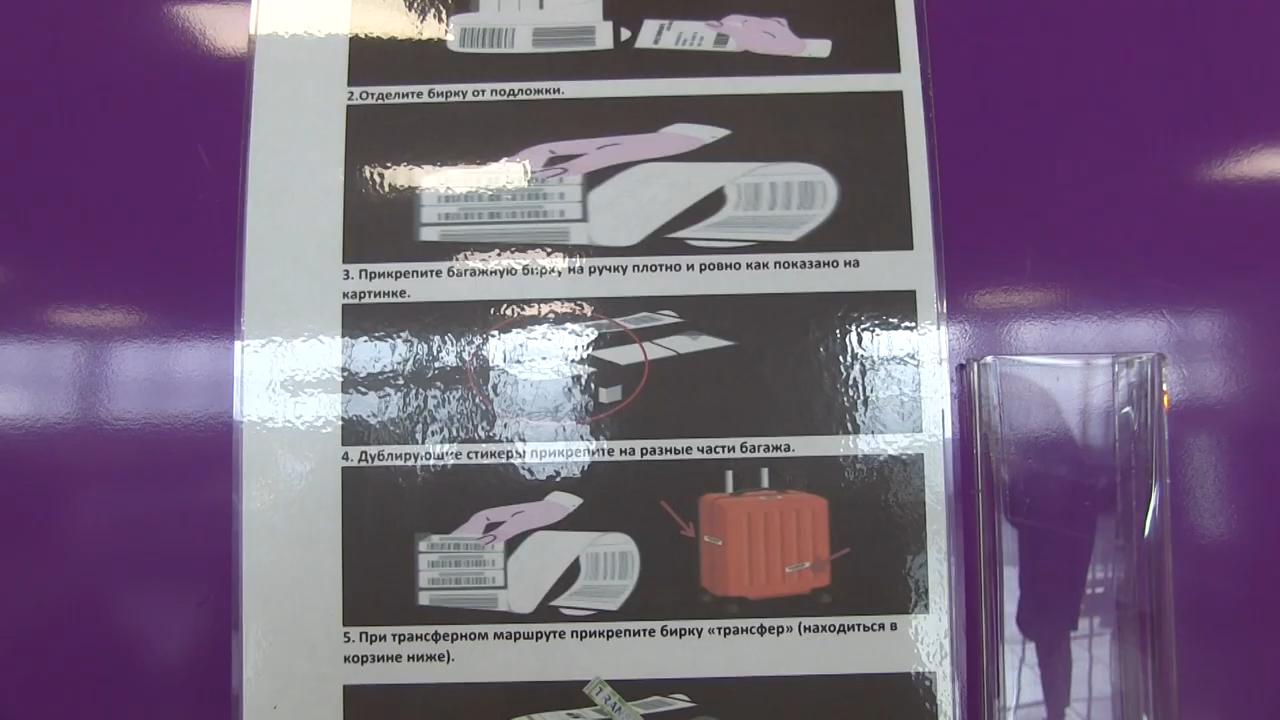 2.Отделите бирку от подложки.
3. Прикрепите багажную бирку на ручку плотно и ровно как показано на
картинке.
4. Дублирующие стикеры прикрепите на разные части багажа.
5. При трансферном маршруте прикрепите бирку «трансфер» (находиться в
корзине ниже).
TRAN